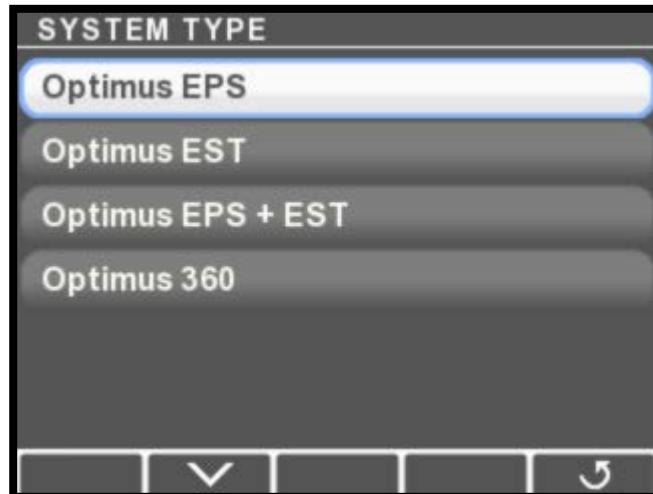 SYSTEM TYPE
Optimus EPS
Optimus EST
Optimus EPS + EST
Optimus 360